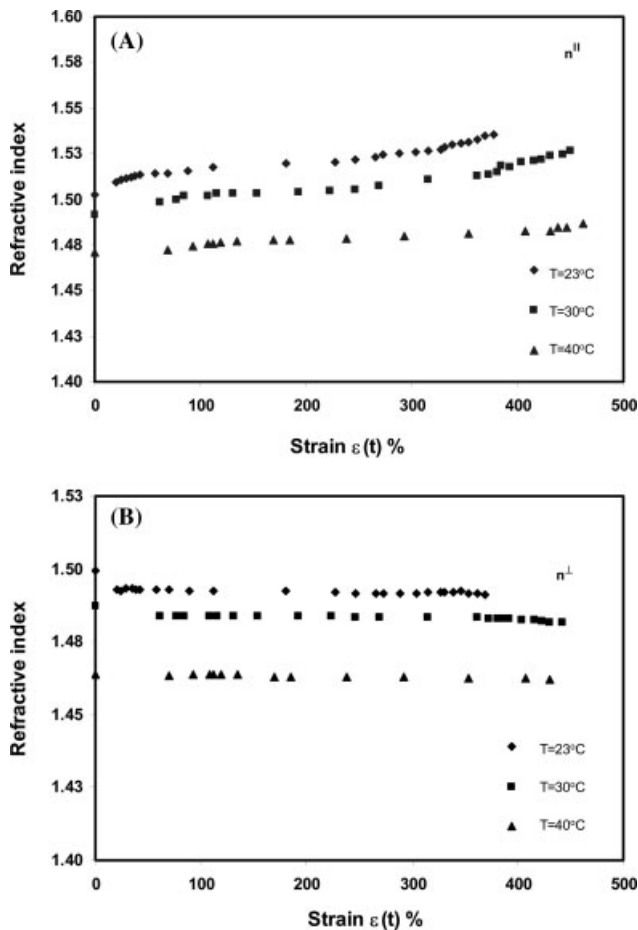 (A)
n||
Refractive index
1.60
1.58
1.55
1.53
1.50
1.48
1.45
1.43
1.40
T=23°C
T=30°C
T=40°C
0 100 200 300 400 500
Strain ε(t) %
(B)
n⊥
Refractive index
1.53
1.50
1.48
1.45
1.43
1.40
T=23°C
T=30°C
T=40°C
0 100 200 300 400 500
Strain ε(t) %